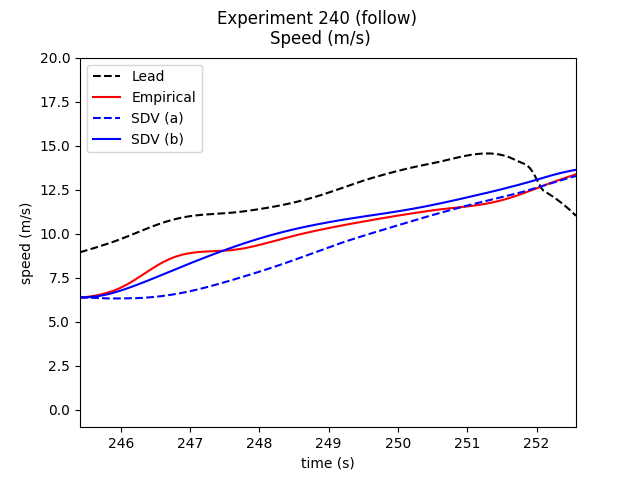 Experiment 240 (follow)
Speed (m/s)
20.0
17.5
15.0
12.5
10.0
7.5
5.0
2.5
0.0
speed (m/s)
Lead
Empirical
SDV (a)
SDV (b)
246
247
248
249
250
251
252
time (s)